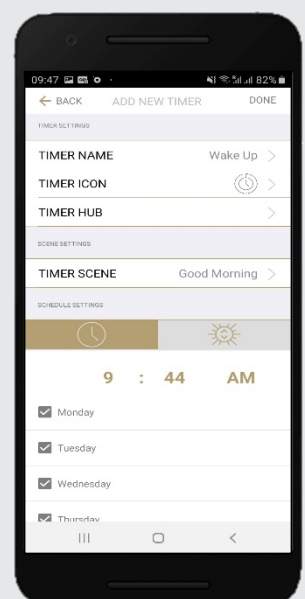 09:47 82%
BACK ADD NEW TIMER DONE
TIMER SETTINGS
TIMER NAME Wake Up
TIMER ICON
TIMER HUB
SCENE SETTINGS
TIMER SCENE Good Morning
SCHEDULE SETTINGS
9 : 44 AM
Monday
Tuesday
Wednesday
Thursday